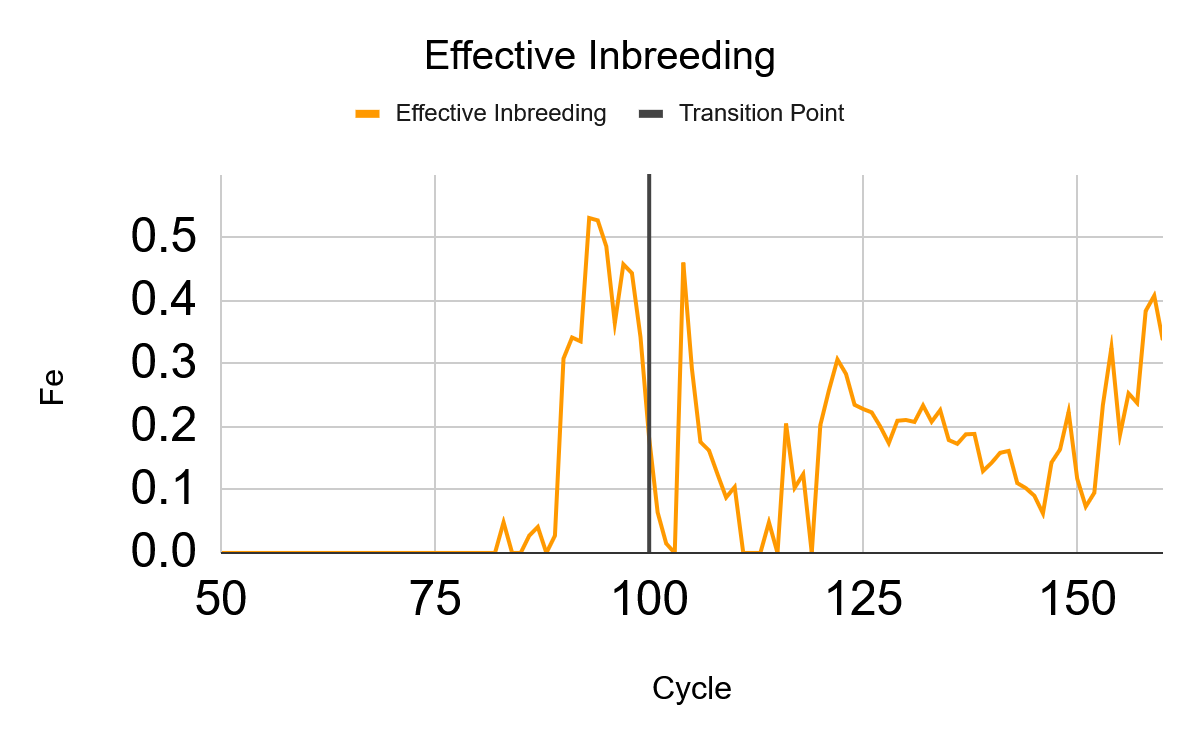 Effective Inbreeding
Effective Inbreeding Transition Point
0.5
0.4
0.3
0.2
0.1
0.0
Fe
50 75 100 125 150
Cycle